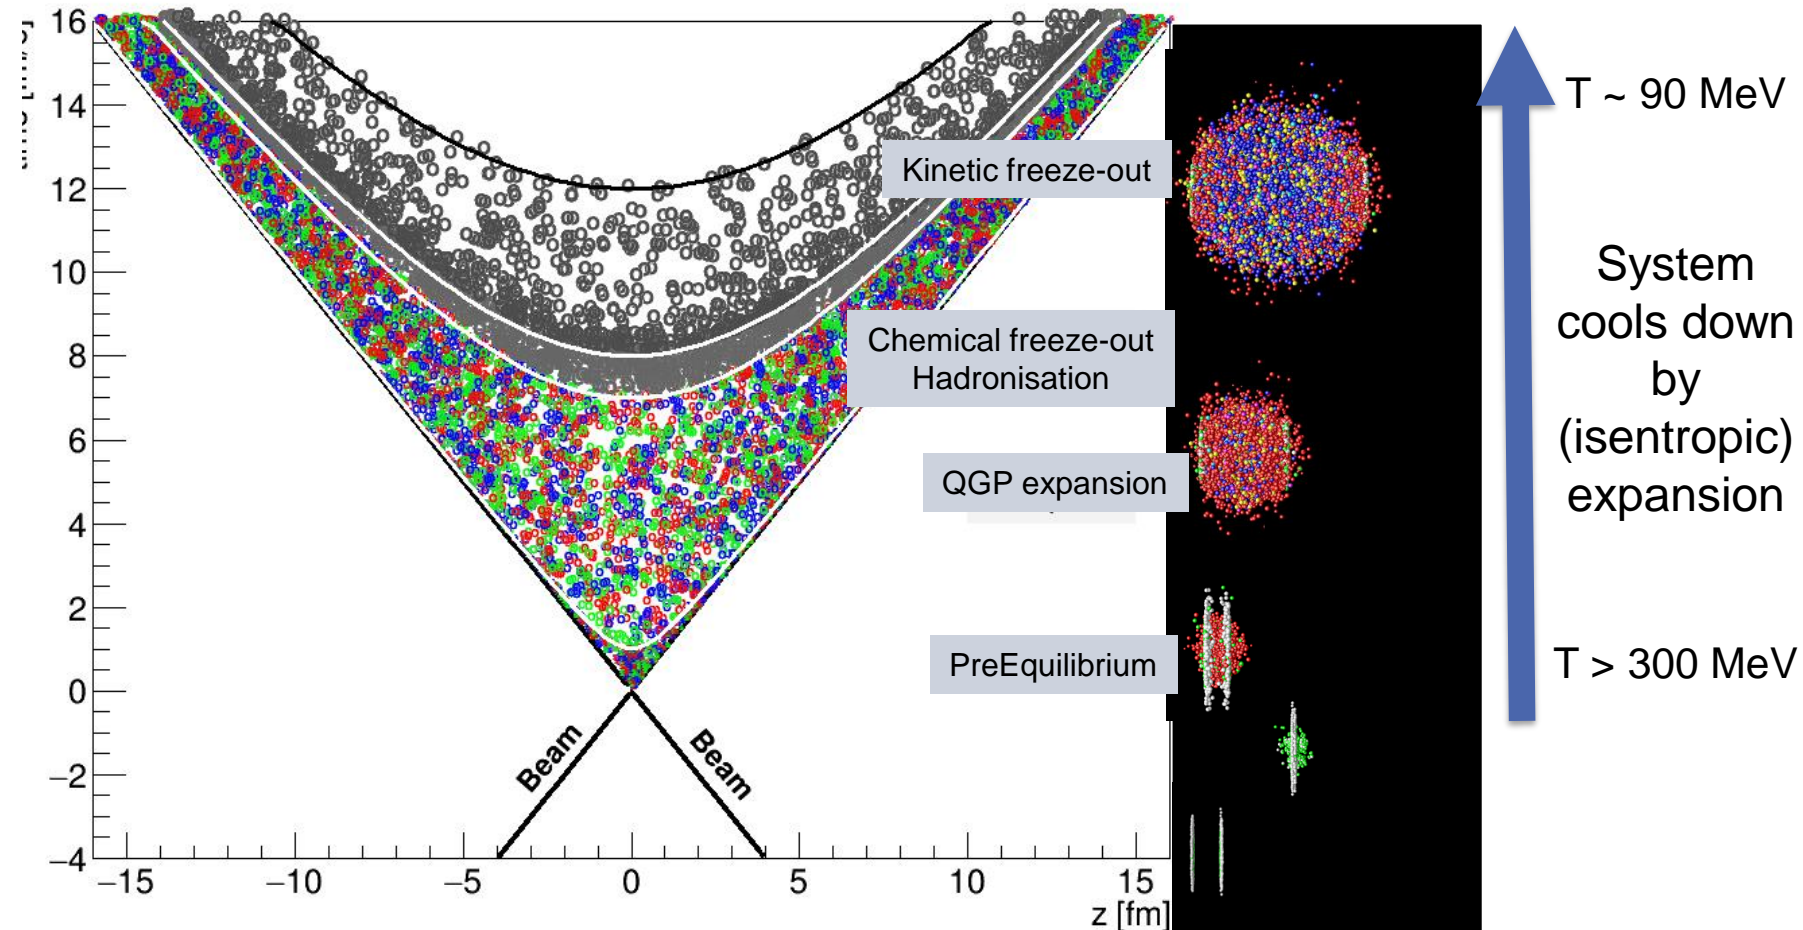 16
14
12
10
8
6
4
2
0
−2
−4
−15
−10
−5
0
5
10
15
z [fm]
Beam
Beam
Kinetic freeze-out
Chemical freeze-out
Hadronisation
QGP expansion
PreEquilibrium
T ~ 90 MeV
System
cools down
by
(isentropic)
expansion
T > 300 MeV